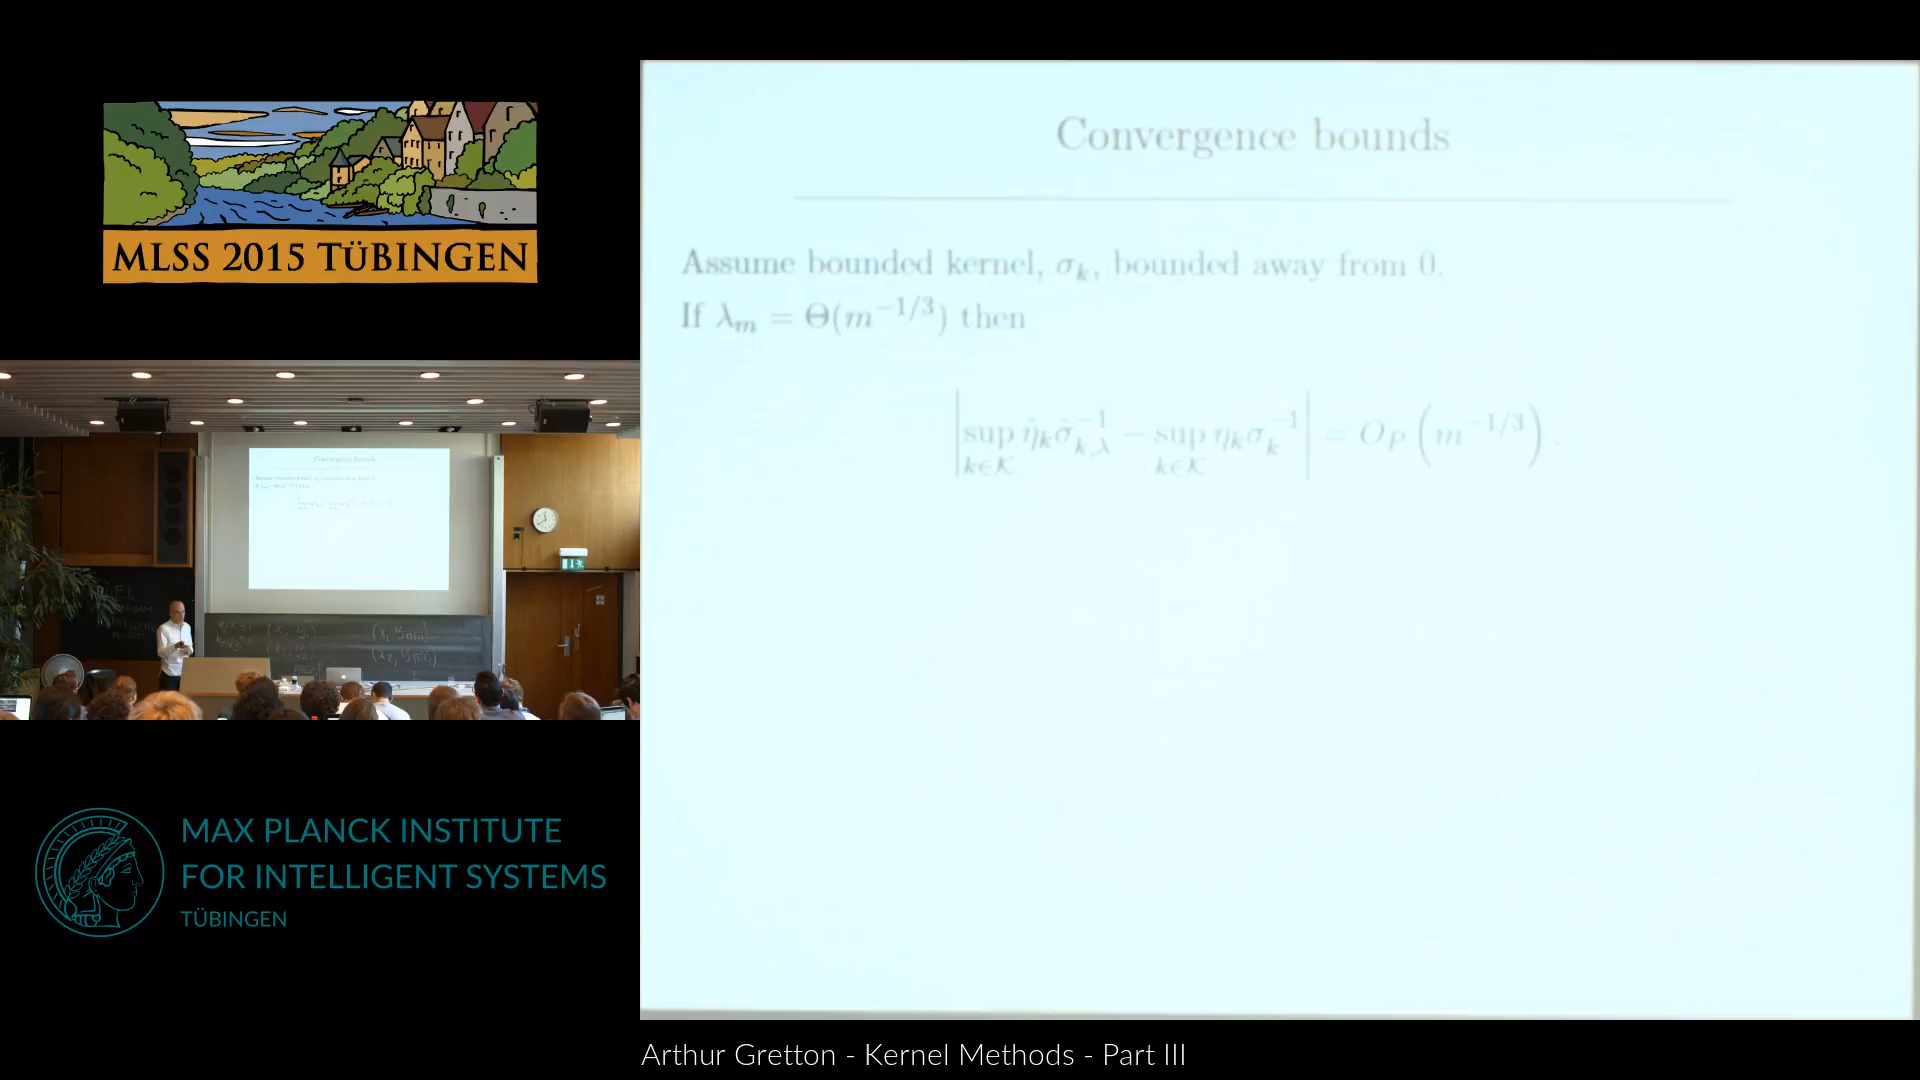 MLSS 2015 TÜBINGEN
Convergence bounds
Assume bounded kernel, σ_k, bounded away from 0.
If λ_m = Θ(m^{-1/3}) then
| sup_{k∈𝒦} η̂_k σ̂_{k,λ}^{-1} − sup_{k∈𝒦} η_k σ_k^{-1} | = O_P (m^{-1/3}).
MAX PLANCK INSTITUTE
FOR INTELLIGENT SYSTEMS
TÜBINGEN
Arthur Gretton - Kernel Methods - Part III